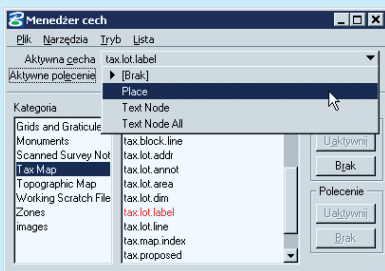 Menedżer cech
Plik Narzędzia Tryb Lista
Aktywna cecha tax.lot.label
Aktywne polecenie [Brak]
Place
Text Node
Text Node All
Kategoria
Grids and Graticule
Monuments
Scanned Survey Not
Tax Map
Topographic Map
Working Scratch File
Zones
images
tax.block.line
tax.lot.addr
tax.lot.annot
tax.lot.area
tax.lot.dim
tax.lot.label
tax.lot.line
tax.map.index
tax.proposed
Uaktywnij
Brak
Polecenie
Uaktywnij
Brak